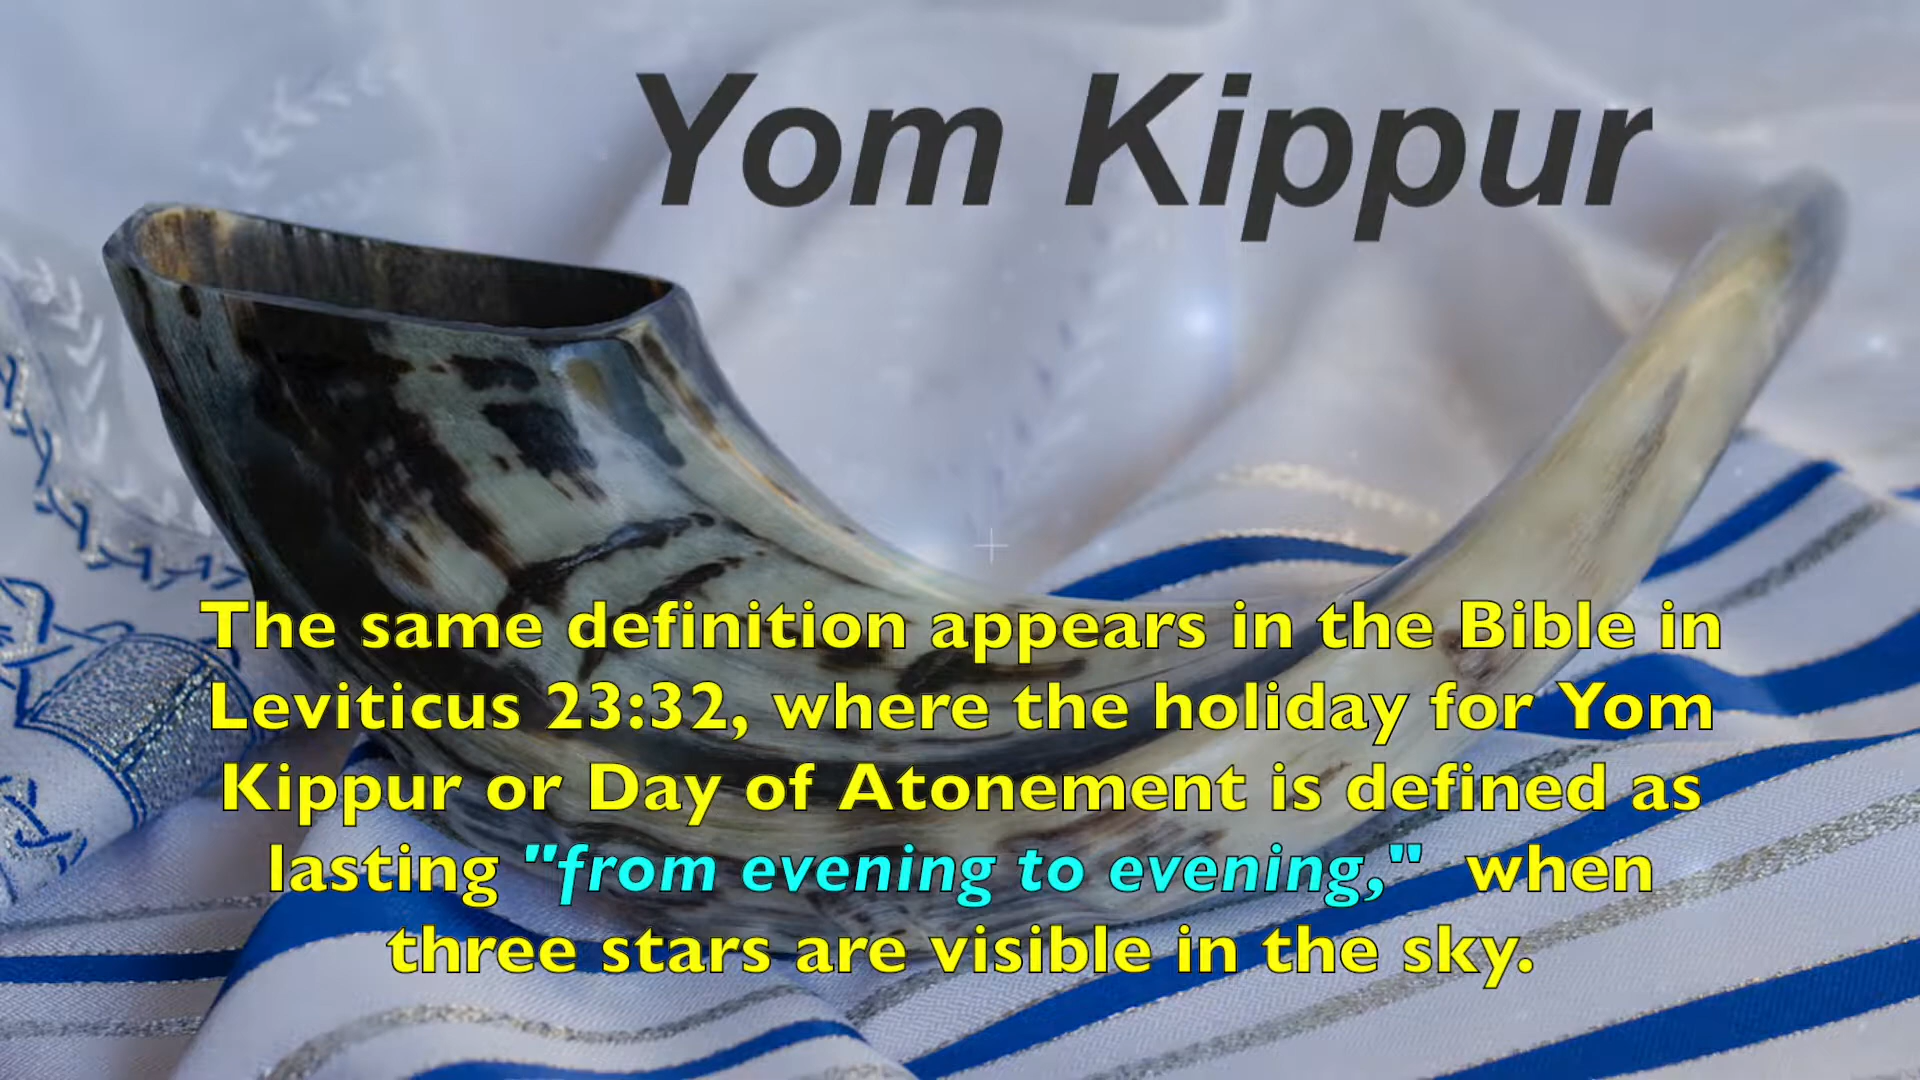 Yom Kippur
The same definition appears in the Bible in
Leviticus 23:32, where the holiday for Yom
Kippur or Day of Atonement is defined as
lasting "from evening to evening," when
three stars are visible in the sky.